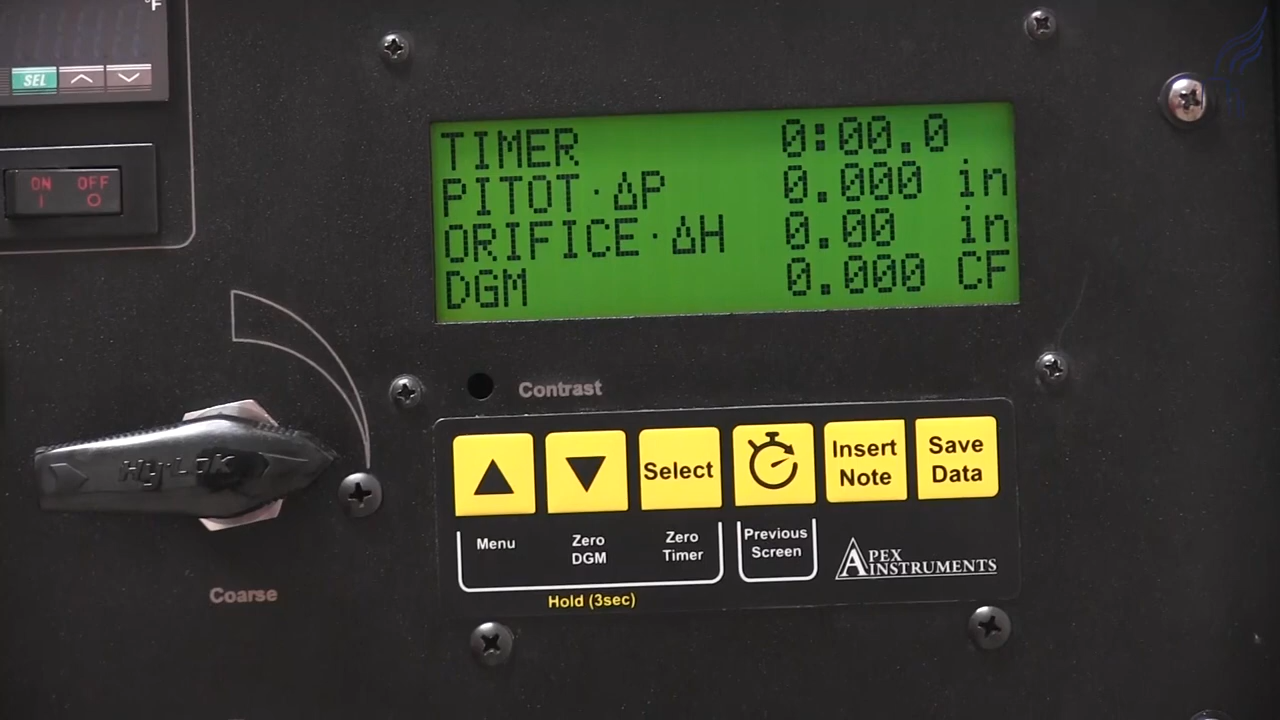 °F
SEL
ON OFF
I O
TIMER 0:00.0
PITOT·ΔP 0.000 in
ORIFICE·ΔH 0.00 in
DGM 0.000 CF
Contrast
Hy-Lok
Coarse
Select
Insert
Note
Save
Data
Menu
Zero
DGM
Zero
Timer
Previous
Screen
Hold (3sec)
APEX
INSTRUMENTS